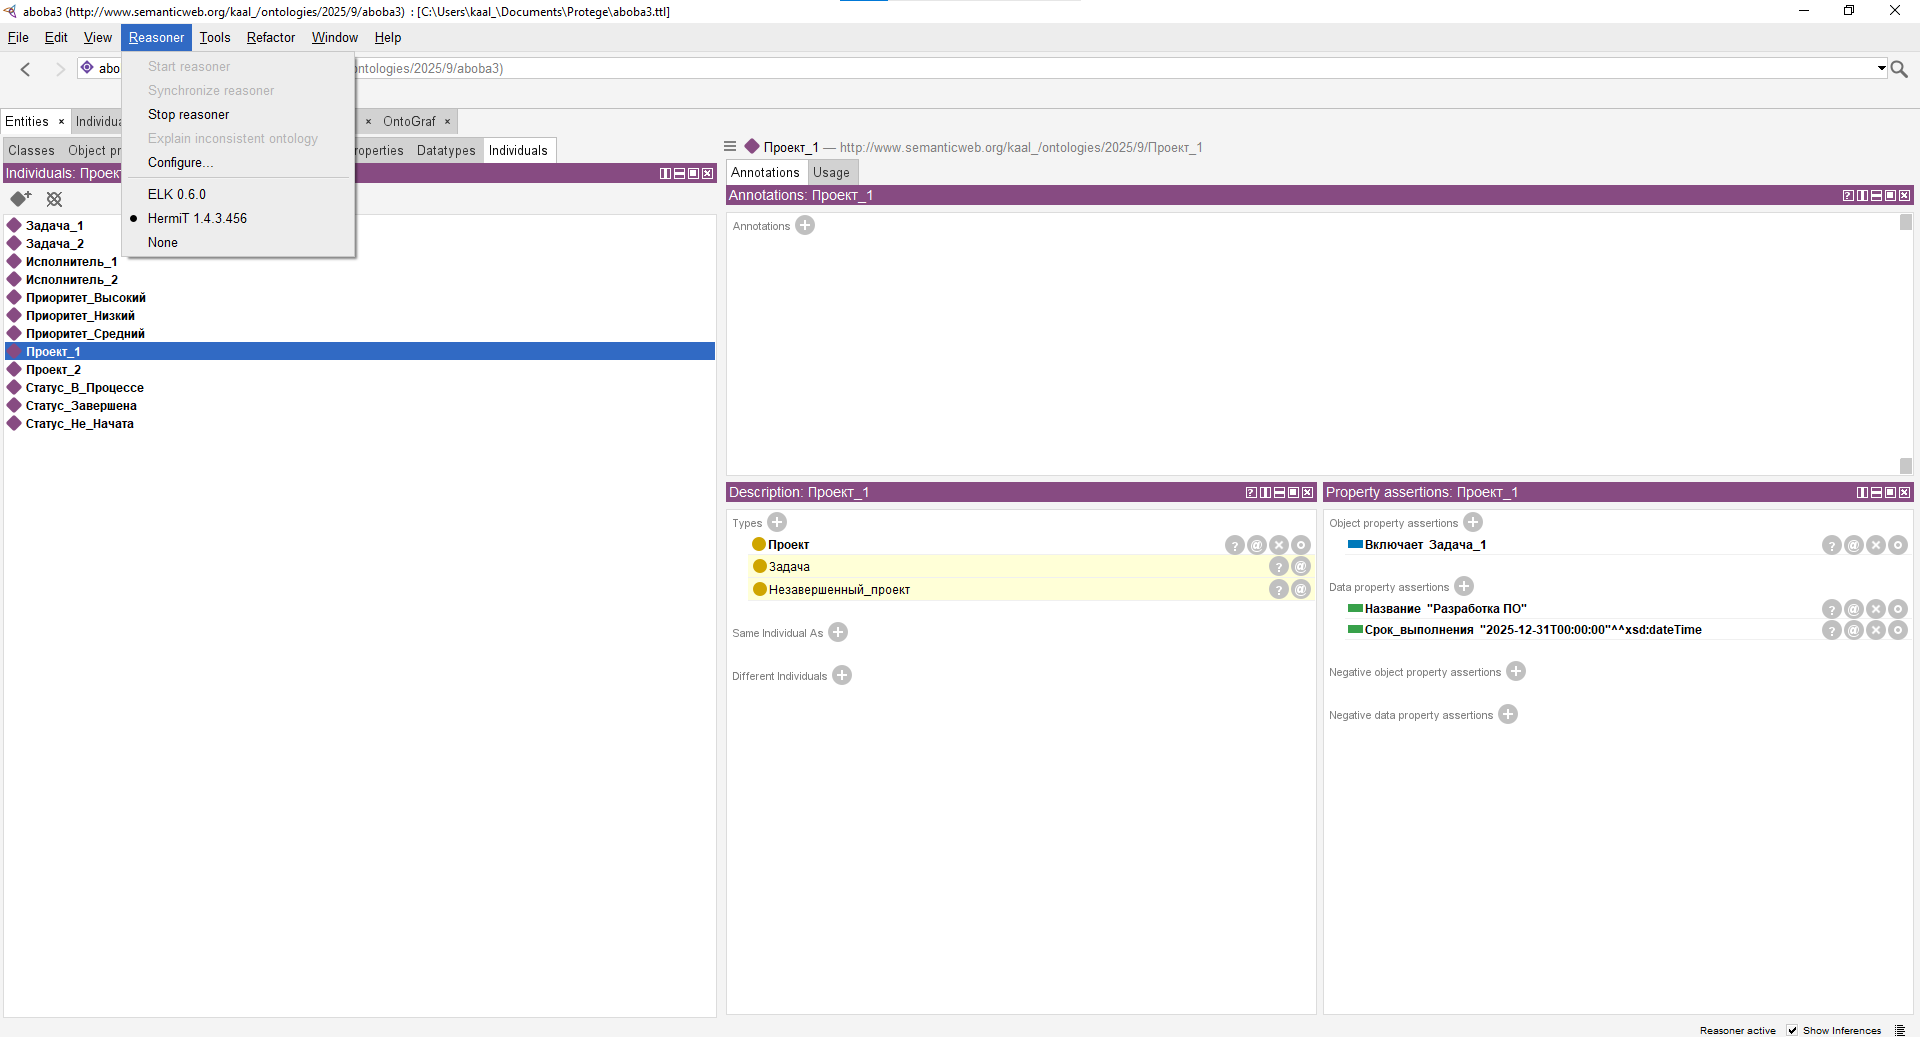 aboba3 (http://www.semanticweb.org/kaal_/ontologies/2025/9/aboba3) : [C:\Users\kaal_\Documents\Protege\aboba3.ttl]
File Edit View Reasoner Tools Refactor Window Help
abo
ontologies/2025/9/aboba3)
Start reasoner
Synchronize reasoner
Stop reasoner
Explain inconsistent ontology
Configure...
ELK 0.6.0
HermiT 1.4.3.456
None
Entities × Individua × OntoGraf ×
Classes Object pr roperties Datatypes Individuals
Individuals: Проек
Задача_1
Задача_2
Исполнитель_1
Исполнитель_2
Приоритет_Высокий
Приоритет_Низкий
Приоритет_Средний
Проект_1
Проект_2
Статус_В_Процессе
Статус_Завершена
Статус_Не_Начата
Проект_1 — http://www.semanticweb.org/kaal_/ontologies/2025/9/Проект_1
Annotations Usage
Annotations: Проект_1
Annotations
Description: Проект_1
Types
Проект
Задача
Незавершенный_проект
Same Individual As
Different Individuals
Property assertions: Проект_1
Object property assertions
Включает Задача_1
Data property assertions
Название "Разработка ПО"
Срок_выполнения "2025-12-31T00:00:00"^^xsd:dateTime
Negative object property assertions
Negative data property assertions
Reasoner active Show Inferences